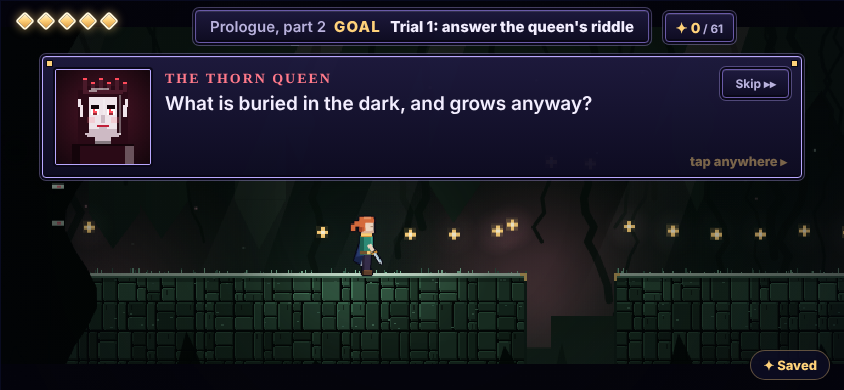 Prologue, part 2 GOAL Trial 1: answer the queen's riddle
✦ 0 / 61
THE THORN QUEEN
Skip ▸▸
What is buried in the dark, and grows anyway?
tap anywhere ▸
✦ Saved